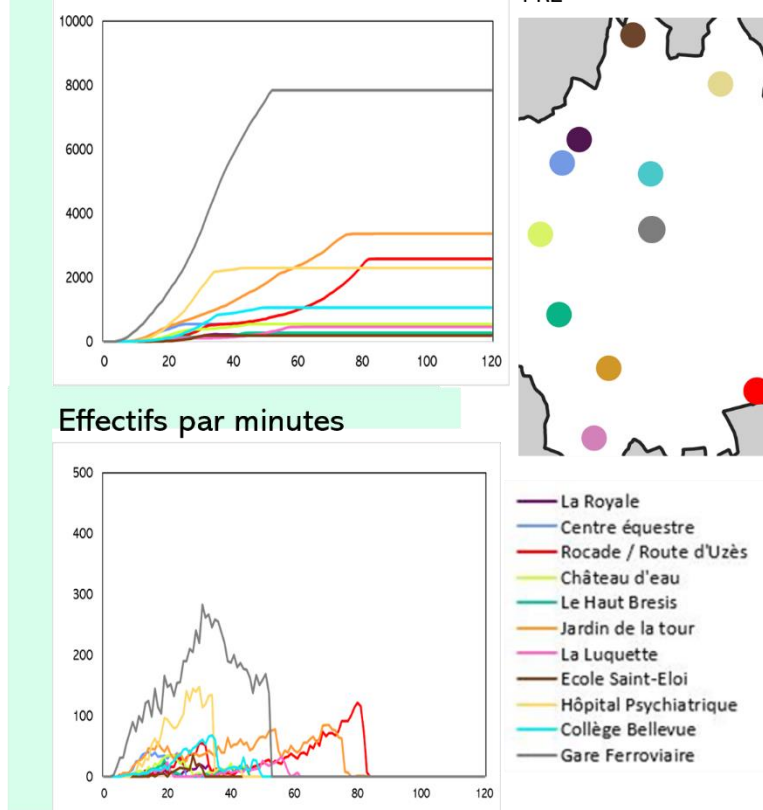 10000
8000
6000
4000
2000
0
0 20 40 60 80 100 120
Effectifs par minutes
500
400
300
200
100
0
0 20 40 60 80 100 120
La Royale
Centre équestre
Rocade / Route d'Uzès
Château d'eau
Le Haut Bresis
Jardin de la tour
La Luquette
Ecole Saint-Eloi
Hôpital Psychiatrique
Collège Bellevue
Gare Ferroviaire